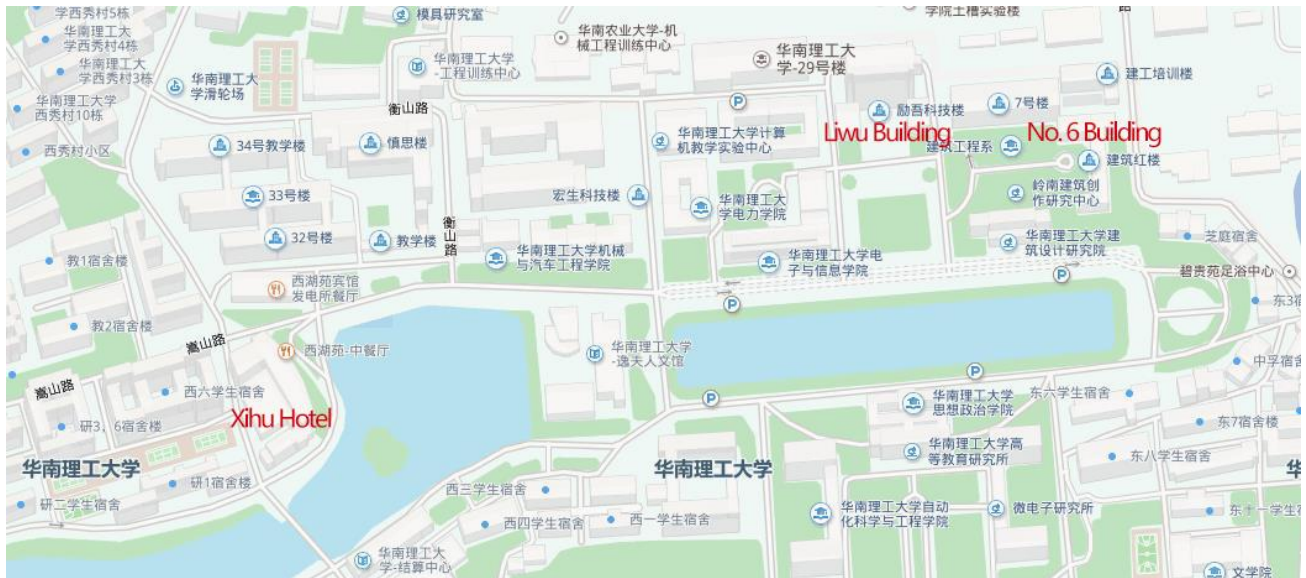 学西秀村5栋
华南理工大
学西秀村4栋
华南理工大
学西秀村3栋
华南理工大学
西秀村10栋
西秀村小区
华南理工大
学滑轮场
模具研究室
华南理工大学
-工程训练中心
衡山路
华南农业大学-机
械工程训练中心
华南理工大
学-29号楼
学院土槽实验楼
建工培训楼
7号楼
励吾科技楼
Liwu Building
No. 6 Building
建筑工程系
建筑红楼
华南理工大学计算
机教学实验中心
34号教学楼
慎思楼
33号楼
32号楼
教学楼
衡山路
宏生科技楼
华南理工大
学电力学院
岭南建筑创
作研究中心
华南理工大学建
筑设计研究院
芝庭宿舍
碧贵苑足浴中心
华南理工大学机械
与汽车工程学院
华南理工大学电
子与信息学院
教1宿舍楼
西湖苑宾馆
发电所餐厅
东3宿
教2宿舍楼
嵩山路
西湖苑-中餐厅
华南理工大学
-逸夫人文馆
中孚宿舍
嵩山路
西六学生宿舍
Xihu Hotel
华南理工大学
思想政治学院
东六学生宿舍
研3，6宿舍楼
东7宿舍楼
华南理工大学
研1宿舍楼
华南理工大学
华南理工大学高
等教育研究所
东八学生宿舍
华
研二学生宿舍
西三学生宿舍
西四学生宿舍
西一学生宿舍
华南理工大学自动
化科学与工程学院
微电子研究所
东十一学生宿
华南理工大
学-结算中心
文学院
P
P
P
P
P